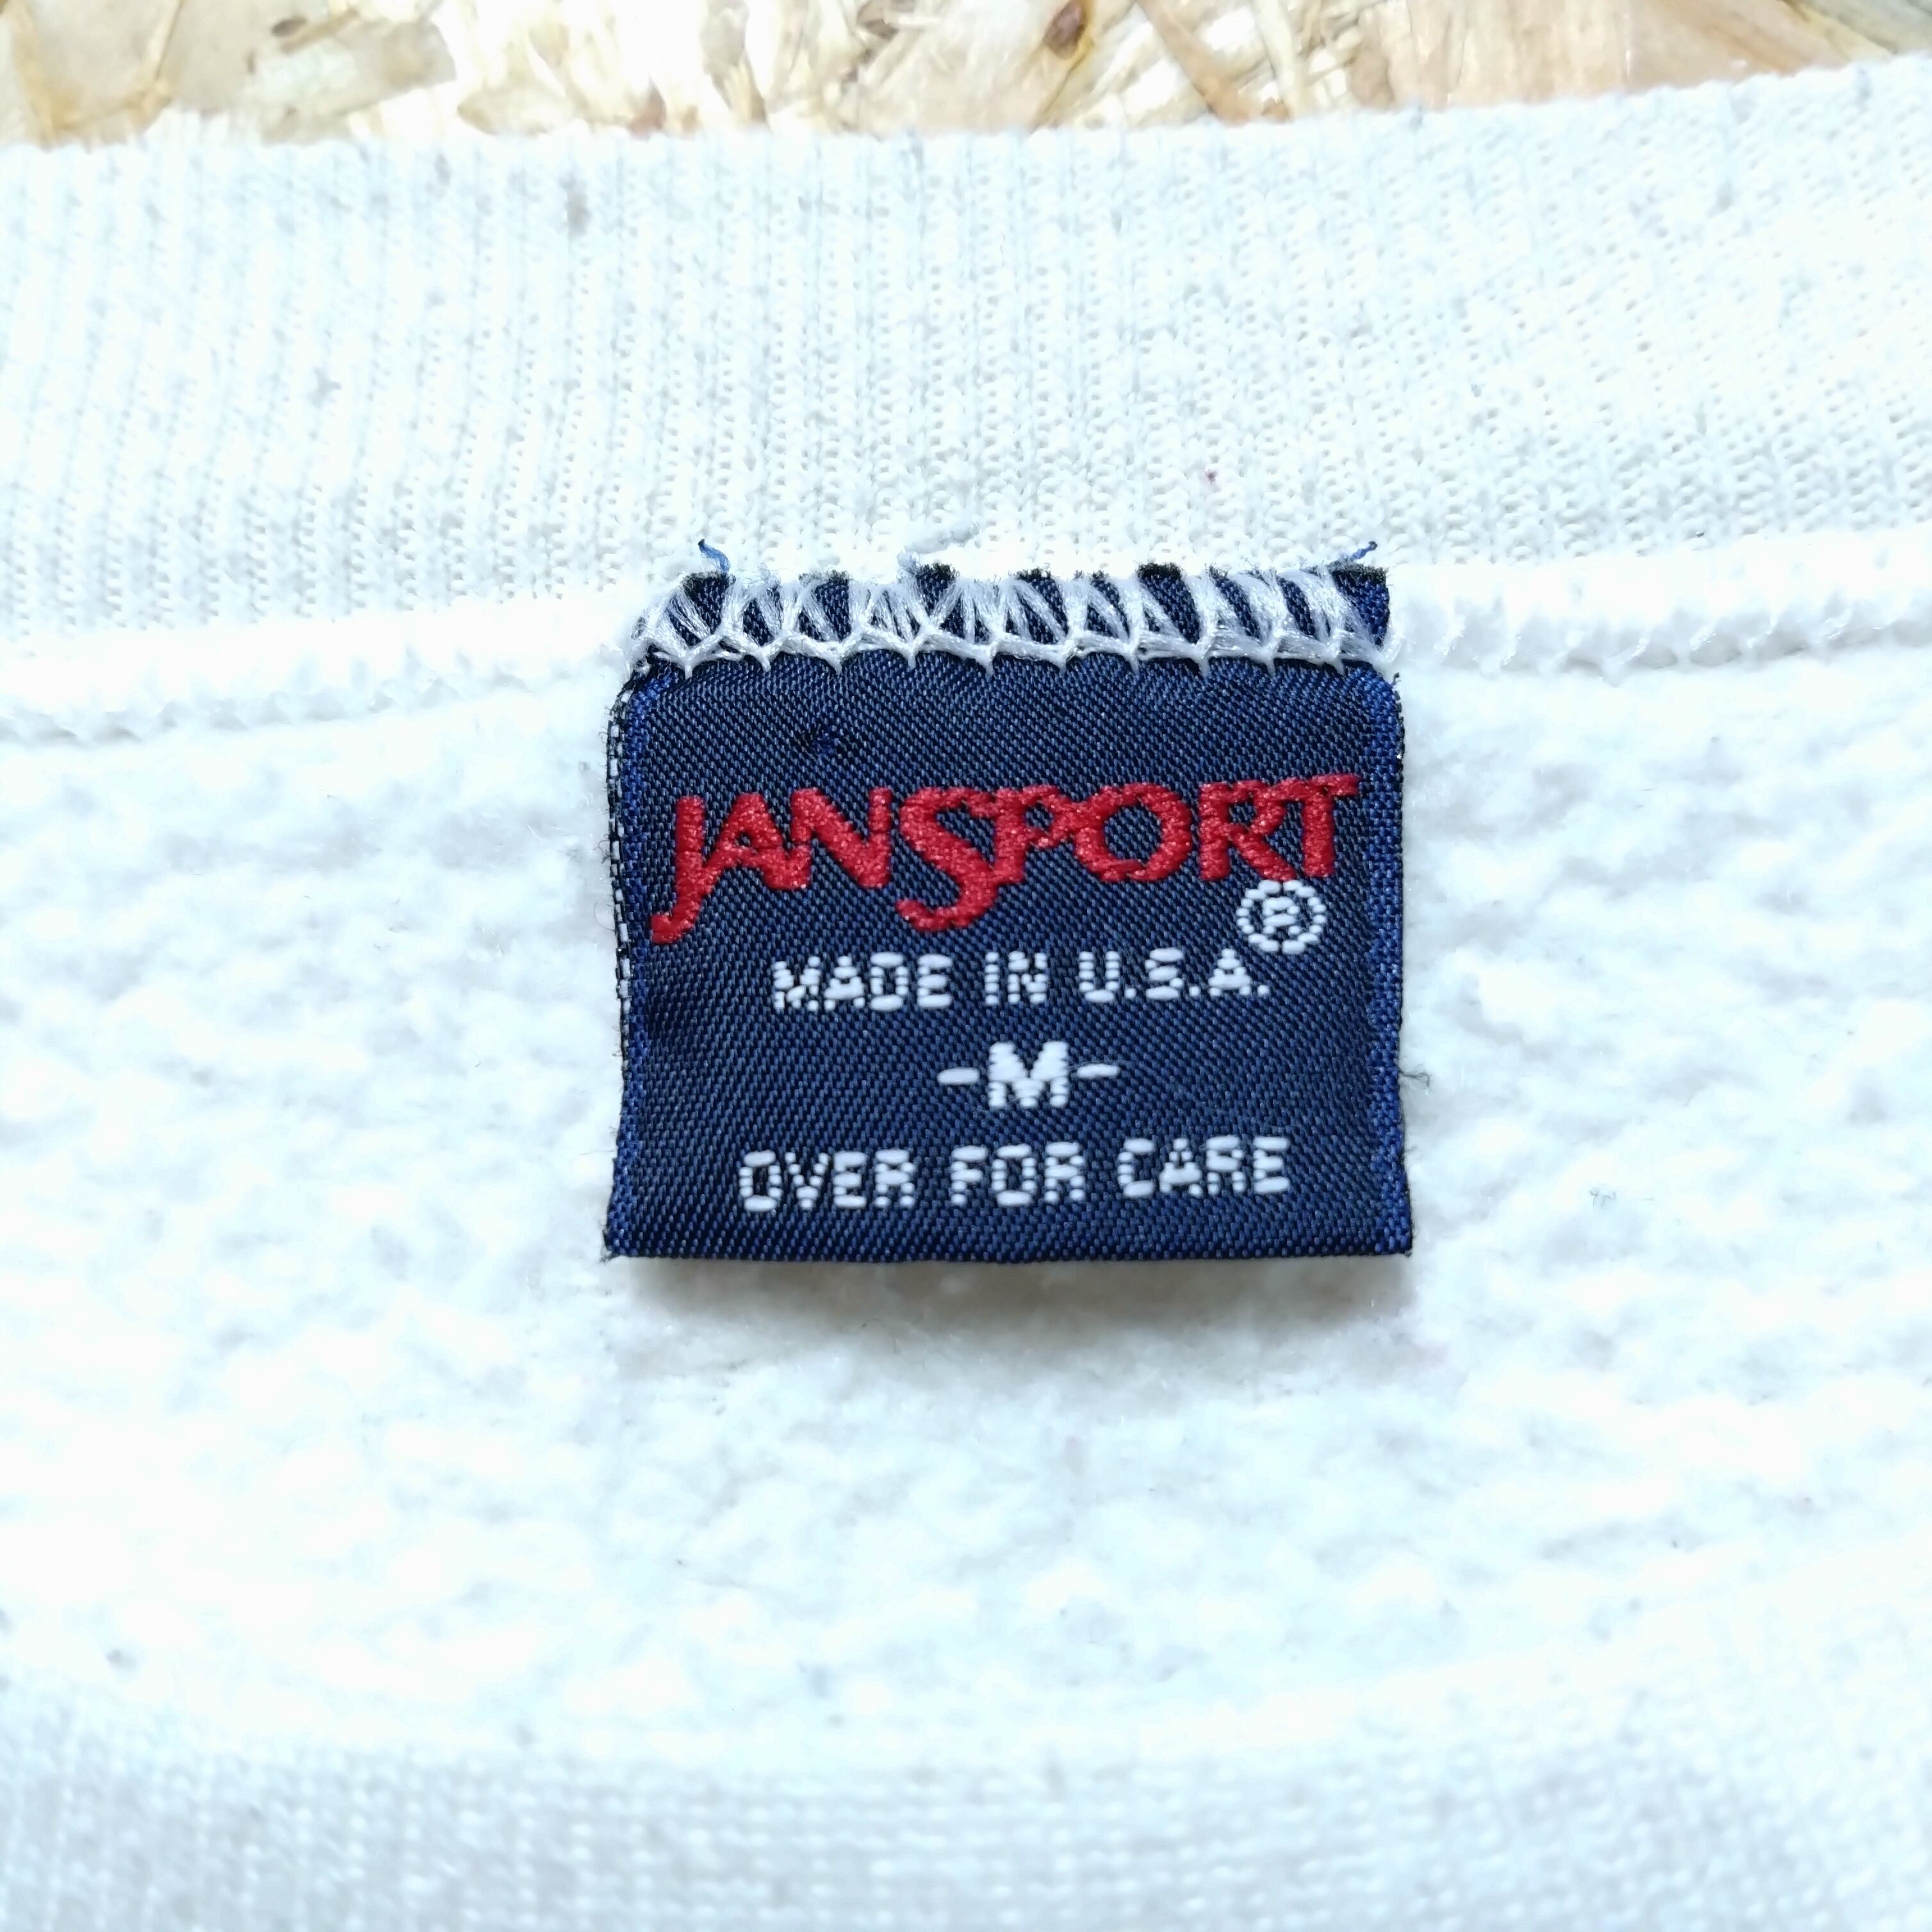 JANSPORT
®
MADE IN U.S.A.
-M-
OVER FOR CARE